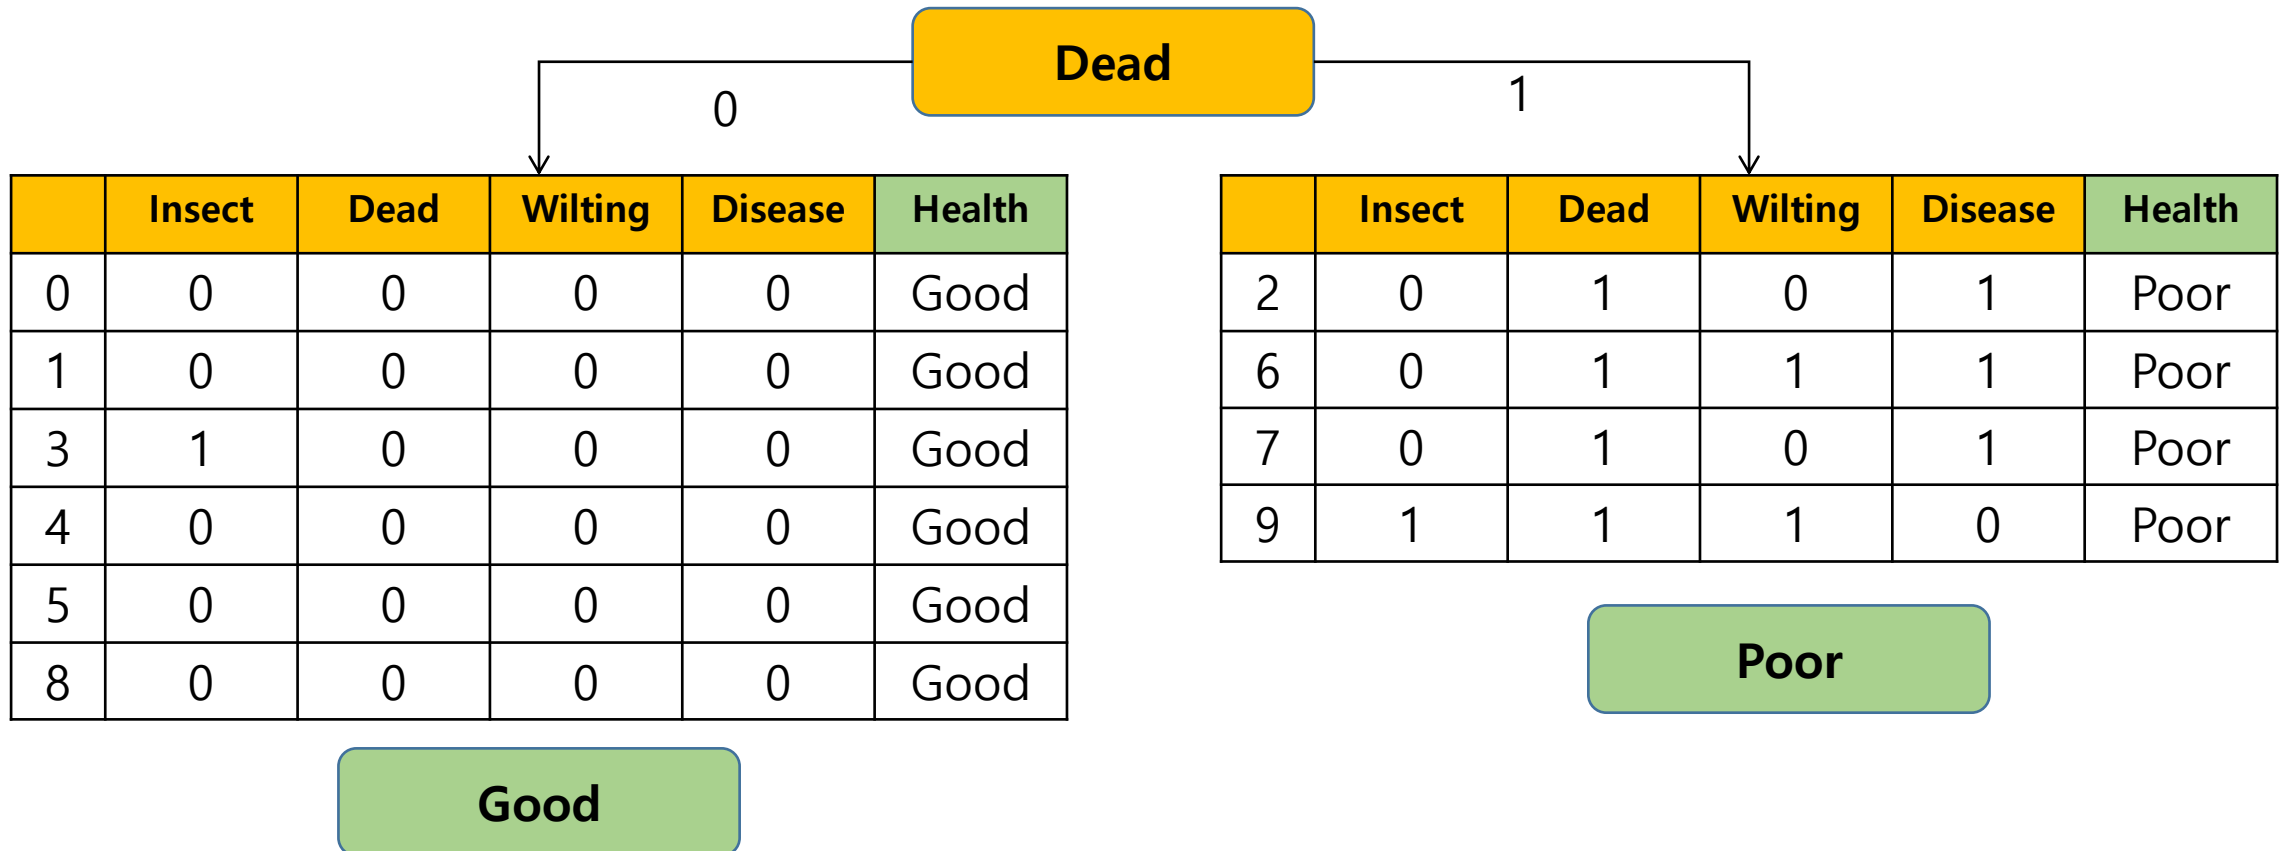 Dead
0 1
Insect Dead Wilting Disease Health
0 0 0 0 0 Good
1 0 0 0 0 Good
3 1 0 0 0 Good
4 0 0 0 0 Good
5 0 0 0 0 Good
8 0 0 0 0 Good
Good
Insect Dead Wilting Disease Health
2 0 1 0 1 Poor
6 0 1 1 1 Poor
7 0 1 0 1 Poor
9 1 1 1 0 Poor
Poor